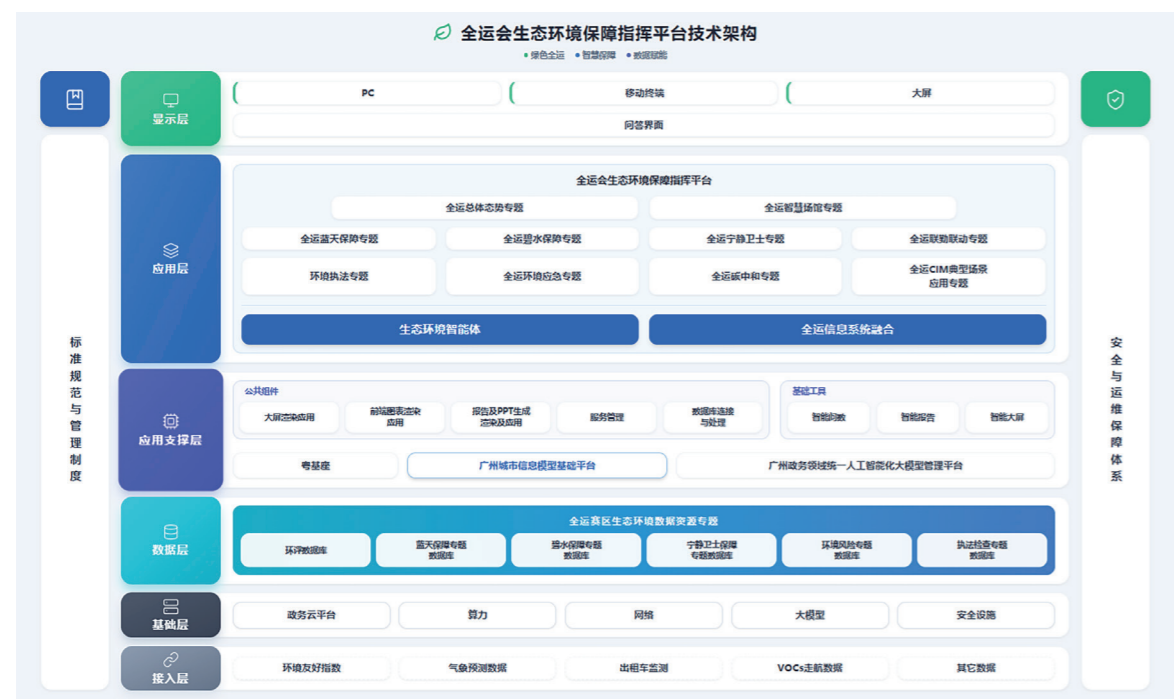 全运会生态环境保障指挥平台技术架构
绿色全运 智慧保障 数据赋能
标准规范与管理制度
显示层
PC 移动终端 大屏
问答界面
应用层
全运会生态环境保障指挥平台
全运总体态势专题 全运智慧场馆专题
全运蓝天保障专题 全运碧水保障专题 全运宁静卫士专题 全运联勤联动专题
环境执法专题 全运环境应急专题 全运碳中和专题 全运CIM典型场景
应用专题
生态环境智能体 全运信息系统融合
应用支撑层
公共组件
大屏渲染应用 前端图表渲染
应用 报告及PPT生成
渲染及应用 服务管理 数据库连接
与处理
基础工具
智能问数 智能报告 智能大屏
粤基座 广州城市信息模型基础平台 广州政务领域统一人工智能化大模型管理平台
数据层
全运赛区生态环境数据资源专题
环评数据库 蓝天保障专题
数据库 碧水保障专题
数据库 宁静卫士保障
专题数据库 环境风险专题
数据库 执法检查专题
数据库
基础层
政务云平台 算力 网络 大模型 安全设施
接入层
环境友好指数 气象预测数据 出租车监测 VOCs走航数据 其它数据
安全与运维保障体系